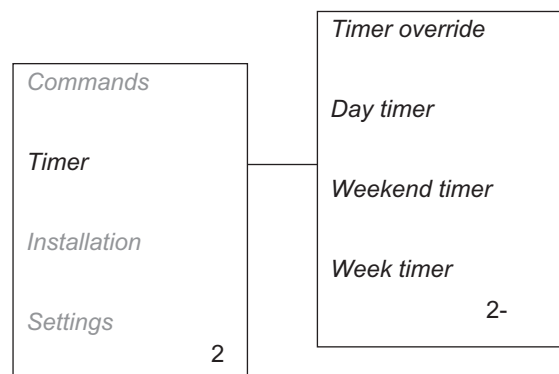 Commands
Timer
Installation
Settings
2
Timer override
Day timer
Weekend timer
Week timer
2-